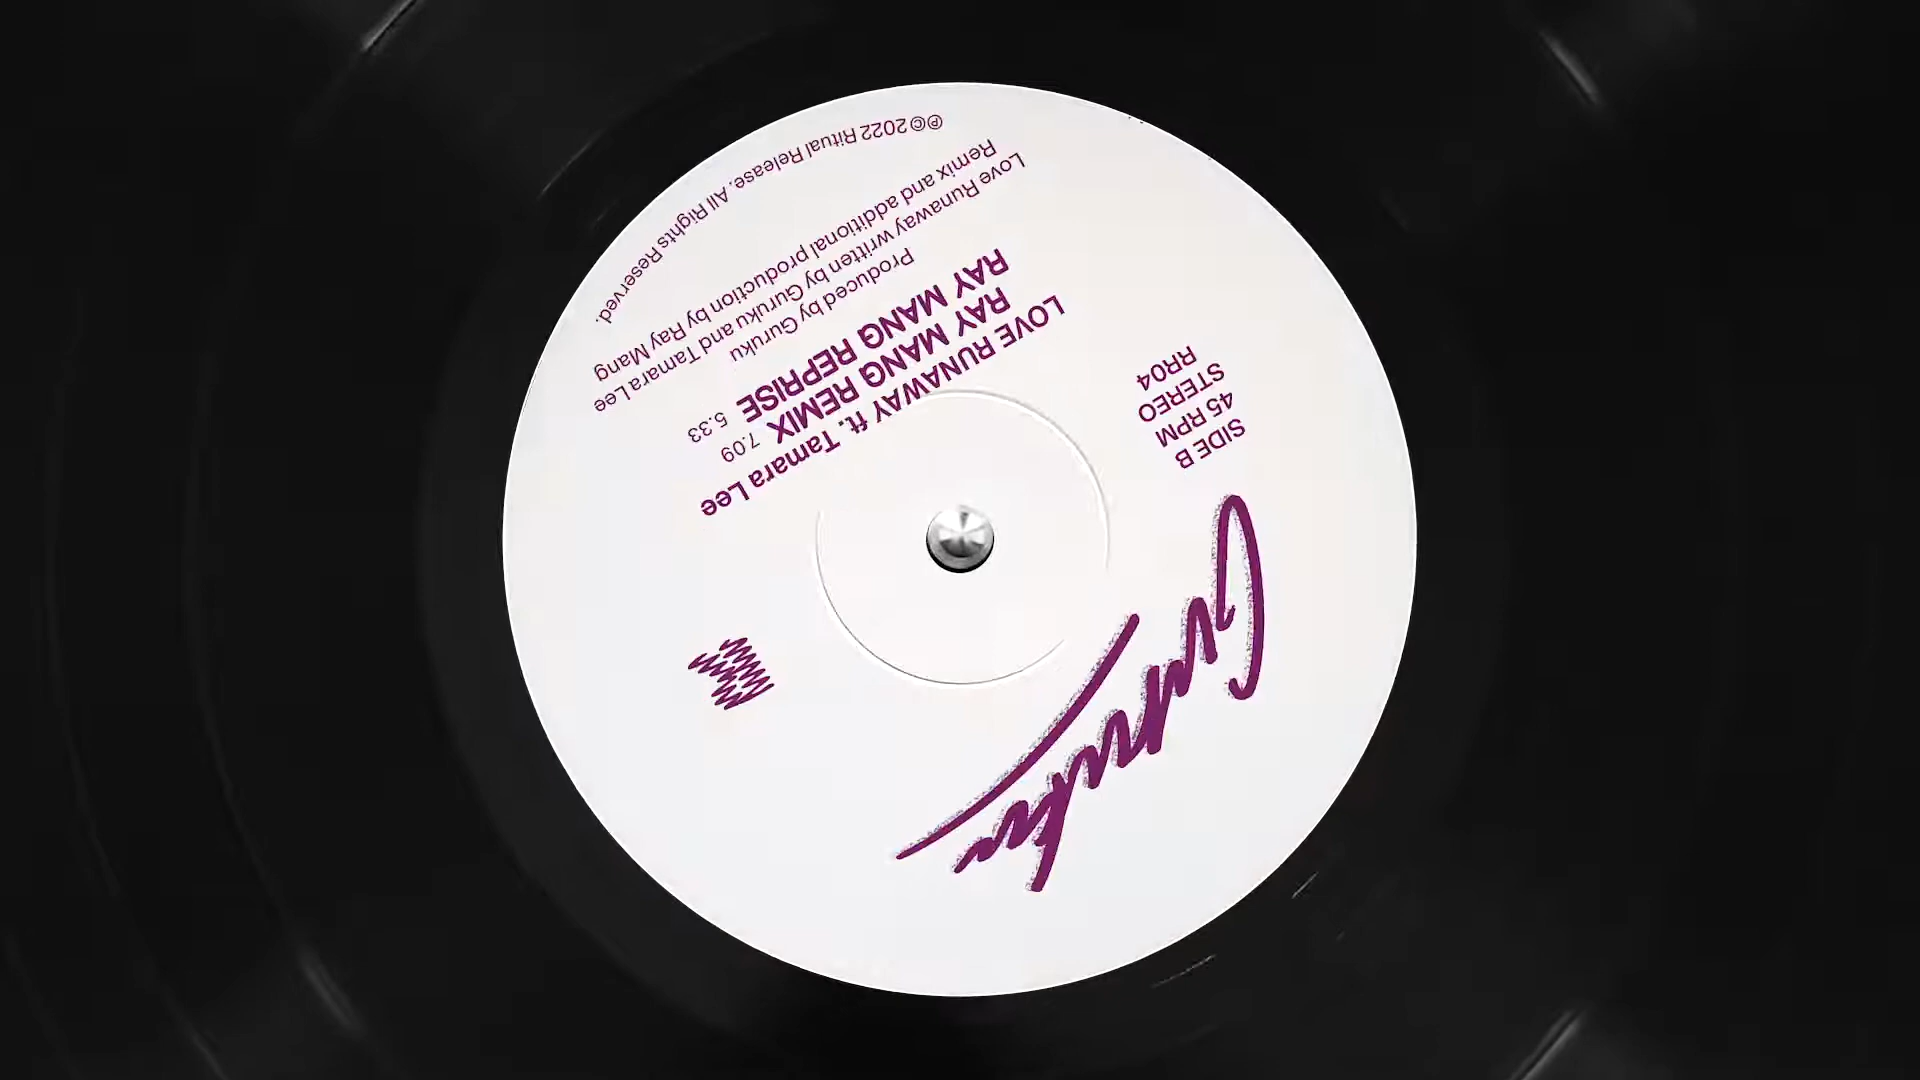 Guruku
SIDE B
45 RPM
STEREO
RR04
LOVE RUNAWAY ft. Tamara Lee
RAY MANG REMIX 7.09
RAY MANG REPRISE 5.33
Produced by Guruku
Love Runaway written by Guruku and Tamara Lee
Remix and additional production by Ray Mang
℗©2022 Ritual Release. All Rights Reserved.